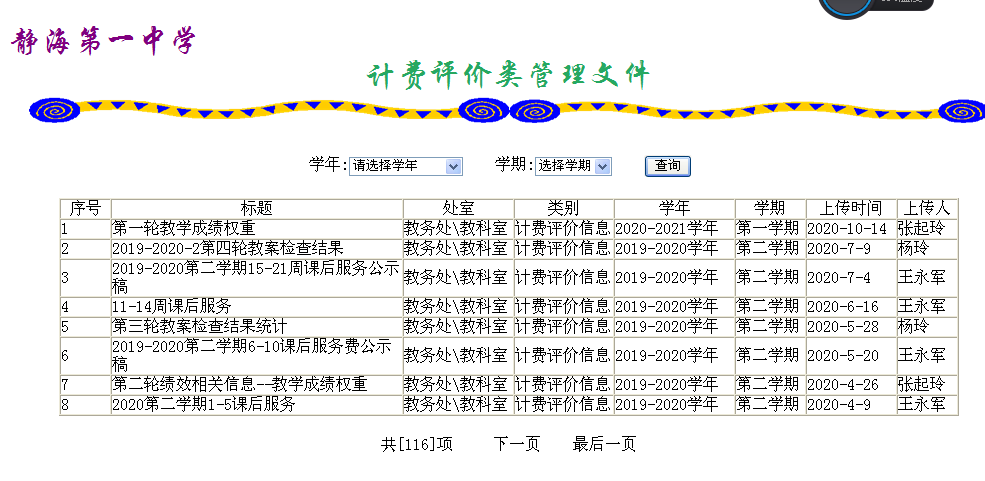 静海第一中学
计费评价类管理文件
学年:请选择学年 学期:选择学期 查询
序号 标题 处室 类别 学年 学期 上传时间 上传人
1 第一轮教学成绩权重 教务处\教科室 计费评价信息 2020-2021学年 第一学期 2020-10-14 张起玲
2 2019-2020-2第四轮教案检查结果 教务处\教科室 计费评价信息 2019-2020学年 第二学期 2020-7-9 杨玲
3 2019-2020第二学期15-21周课后服务公示稿 教务处\教科室 计费评价信息 2019-2020学年 第二学期 2020-7-4 王永军
4 11-14周课后服务 教务处\教科室 计费评价信息 2019-2020学年 第二学期 2020-6-16 王永军
5 第三轮教案检查结果统计 教务处\教科室 计费评价信息 2019-2020学年 第二学期 2020-5-28 杨玲
6 2019-2020第二学期6-10课后服务费公示稿 教务处\教科室 计费评价信息 2019-2020学年 第二学期 2020-5-20 王永军
7 第二轮绩效相关信息--教学成绩权重 教务处\教科室 计费评价信息 2019-2020学年 第二学期 2020-4-26 张起玲
8 2020第二学期1-5课后服务 教务处\教科室 计费评价信息 2019-2020学年 第二学期 2020-4-9 王永军
共[116]项 下一页 最后一页